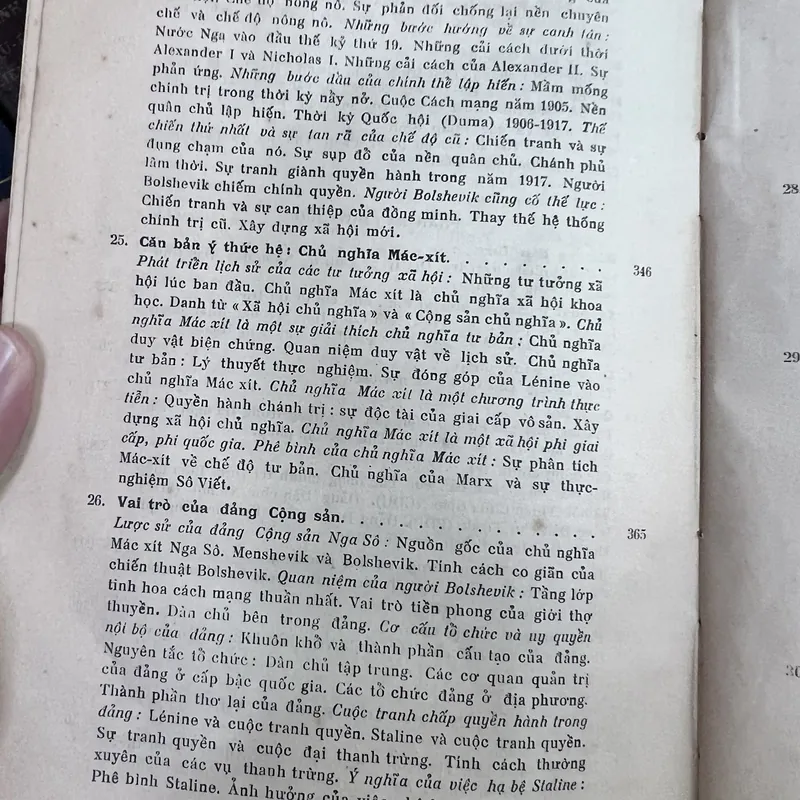 chế độ nông nô. Sự phản đối chống lại nền chuyên
chế và chế độ nông nô. Những bước hướng về sự canh tân :
Nước Nga vào đầu thế kỷ thứ 19. Những cải cách dưới thời
Alexander I và Nicholas I. Những cải cách của Alexander II. Sự
phản ứng. Những bước đầu của chính thể lập hiến : Mầm mống
chính trị trong thời kỳ nầy nở. Cuộc Cách mạng năm 1905. Nền
quân chủ lập hiến. Thời kỳ Quốc hội (Duma) 1906-1917. Thế
chiến thứ nhất và sự tan rã của chế độ cũ : Chiến tranh và sự
đụng chạm của nó. Sự sụp đổ của nền quân chủ. Chánh phủ
lâm thời. Sự tranh giành quyền hành trong năm 1917. Người
Bolshevik chiếm chính quyền. Người Bolshevik củng cố thế lực :
Chiến tranh và sự can thiệp của đồng minh. Thay thế hệ thống
chính trị cũ. Xây dựng xã hội mới.
25. Căn bản ý thức hệ : Chủ nghĩa Mác-xít. . . . . . . . . 346
Phát triển lịch sử của các tư tưởng xã hội : Những tư tưởng xã
hội lúc ban đầu. Chủ nghĩa Mác xít là chủ nghĩa xã hội khoa
học. Danh từ « Xã hội chủ nghĩa » và « Cộng sản chủ nghĩa ». Chủ
nghĩa Mác xít là một sự giải thích chủ nghĩa tư bản : Chủ nghĩa
duy vật biện chứng. Quan niệm duy vật về lịch sử. Chủ nghĩa
tư bản : Lý thuyết thực nghiệm. Sự đóng góp của Lénine vào
chủ nghĩa Mác xít. Chủ nghĩa Mác xít là một chương trình thực
tiễn : Quyền hành chánh trị : sự độc tài của giai cấp vô sản. Xây
dựng xã hội chủ nghĩa. Chủ nghĩa Mác xít là một xã hội phi giai
cấp, phi quốc gia. Phê bình của chủ nghĩa Mác xít : Sự phân tích
Mác-xít về chế độ tư bản. Chủ nghĩa của Marx và sự thực-
nghiệm Sô Viết.
26. Vai trò của đảng Cộng sản. . . . . . . . . . . . . . 365
Lược sử của đảng Cộng sản Nga Sô : Nguồn gốc của chủ nghĩa
Mác xít Nga Sô. Menshevik và Bolshevik. Tính cách co giãn của
chiến thuật Bolshevik. Quan niệm của người Bolshevik : Tầng lớp
tinh hoa cách mạng thuần nhất. Vai trò tiền phong của giới thợ
thuyền. Dân chủ bên trong đảng. Cơ cấu tổ chức và uy quyền
nội bộ của đảng : Khuôn khổ và thành phần cấu tạo của đảng.
Nguyên tắc tổ chức : Dân chủ tập trung. Các cơ quan quản trị
của đảng ở cấp bậc quốc gia. Các tổ chức đảng ở địa phương.
Thành phần thơ lại của đảng. Cuộc tranh chấp quyền hành trong
đảng : Lénine và cuộc tranh quyền. Staline và cuộc tranh quyền.
Sự tranh quyền và cuộc đại thanh trừng. Tính cách thường
xuyên của các vụ thanh trừng. Ý nghĩa của việc hạ bệ Staline :
Phê bình Staline. Ảnh hưởng của việc
28
29
30